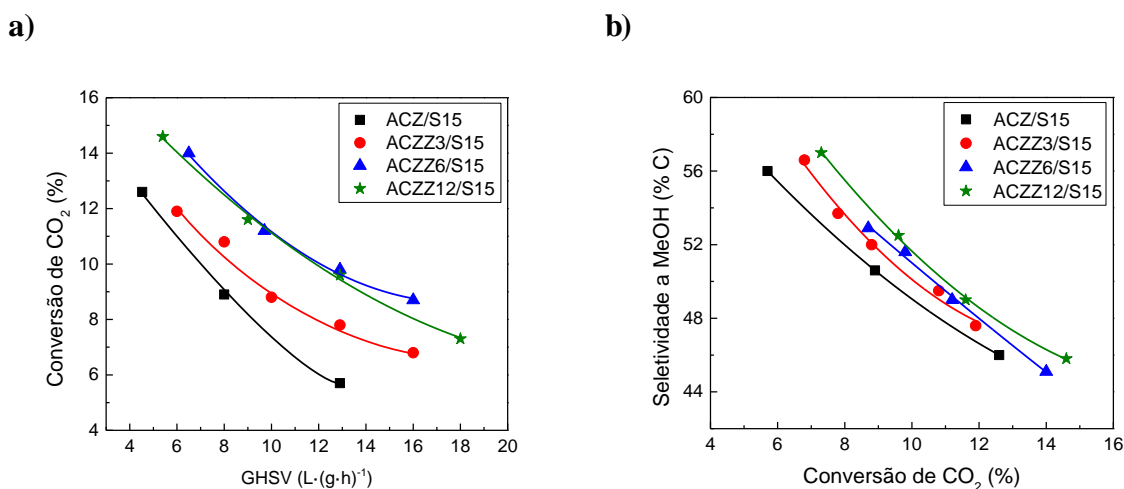 a)
Conversão de CO2 (%)
16
14
12
10
8
6
4
4 6 8 10 12 14 16 18 20
GHSV (L·(g·h)-1)
ACZ/S15
ACZZ3/S15
ACZZ6/S15
ACZZ12/S15
b)
Seletividade a MeOH (% C)
60
56
52
48
44
4 6 8 10 12 14 16
Conversão de CO2 (%)
ACZ/S15
ACZZ3/S15
ACZZ6/S15
ACZZ12/S15